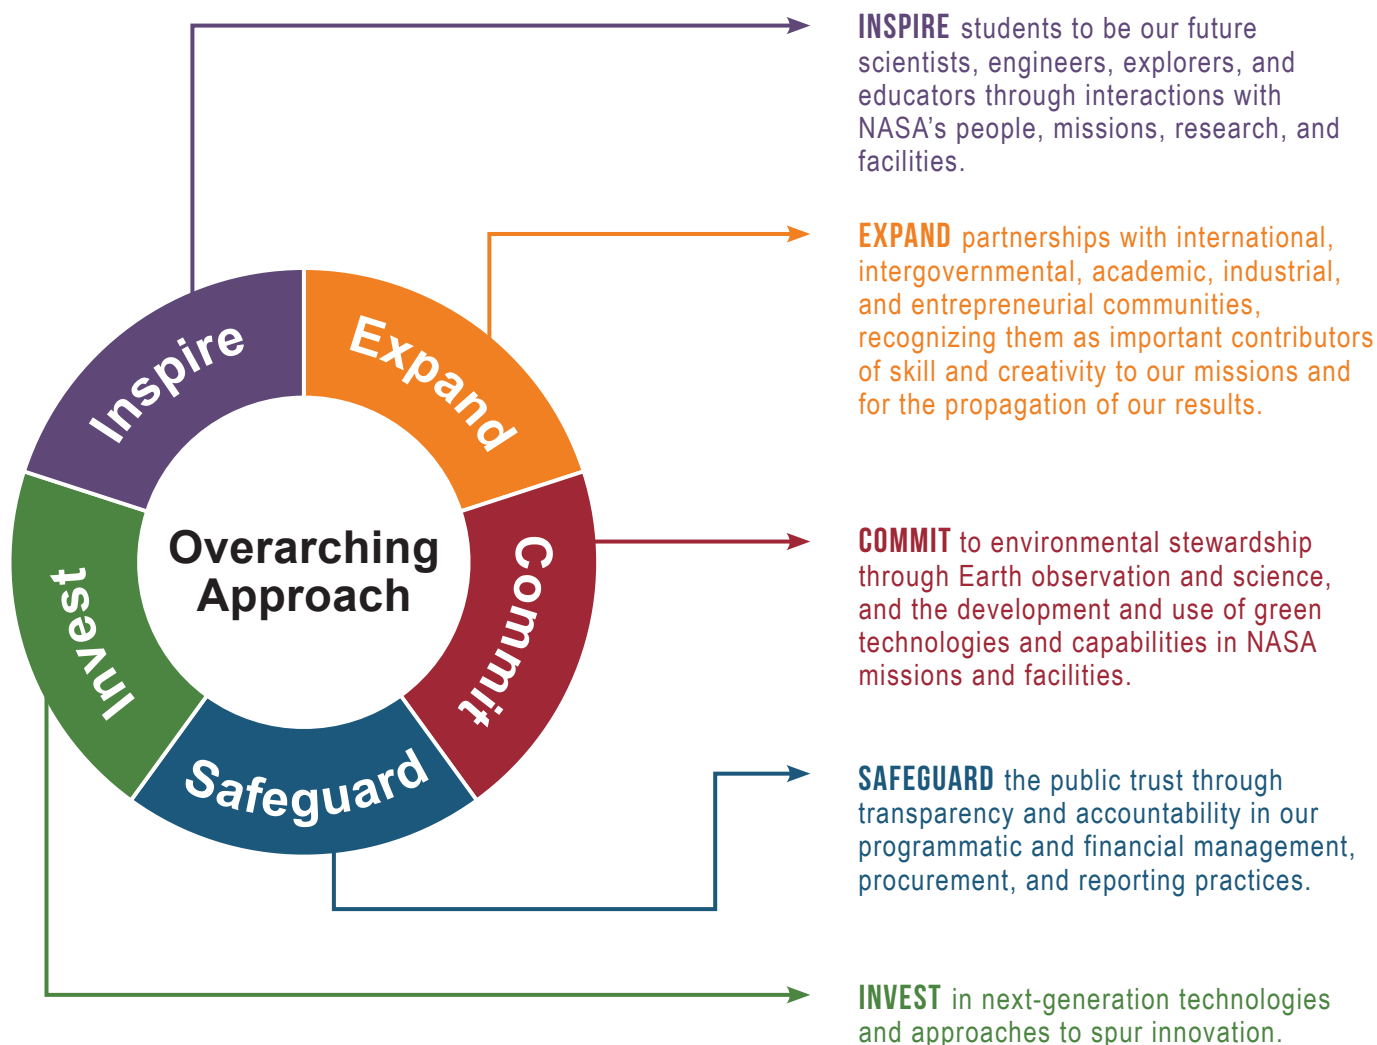 INSPIRE students to be our future
scientists, engineers, explorers, and
educators through interactions with
NASA’s people, missions, research, and
facilities.
EXPAND partnerships with international,
intergovernmental, academic, industrial,
and entrepreneurial communities,
recognizing them as important contributors
of skill and creativity to our missions and
for the propagation of our results.
COMMIT to environmental stewardship
through Earth observation and science,
and the development and use of green
technologies and capabilities in NASA
missions and facilities.
SAFEGUARD the public trust through
transparency and accountability in our
programmatic and financial management,
procurement, and reporting practices.
INVEST in next-generation technologies
and approaches to spur innovation.
Overarching
Approach
Inspire
Expand
Commit
Safeguard
Invest